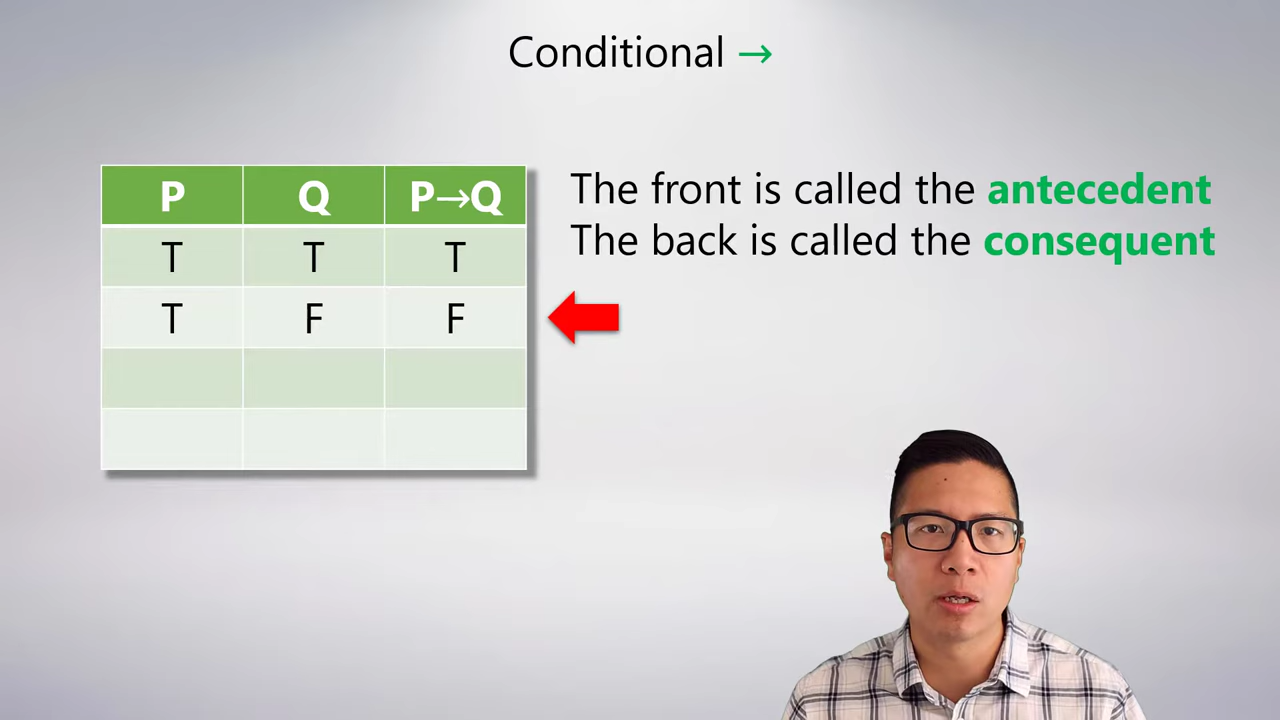 Conditional →
P Q P→Q
T T T
T F F
The front is called the antecedent
The back is called the consequent